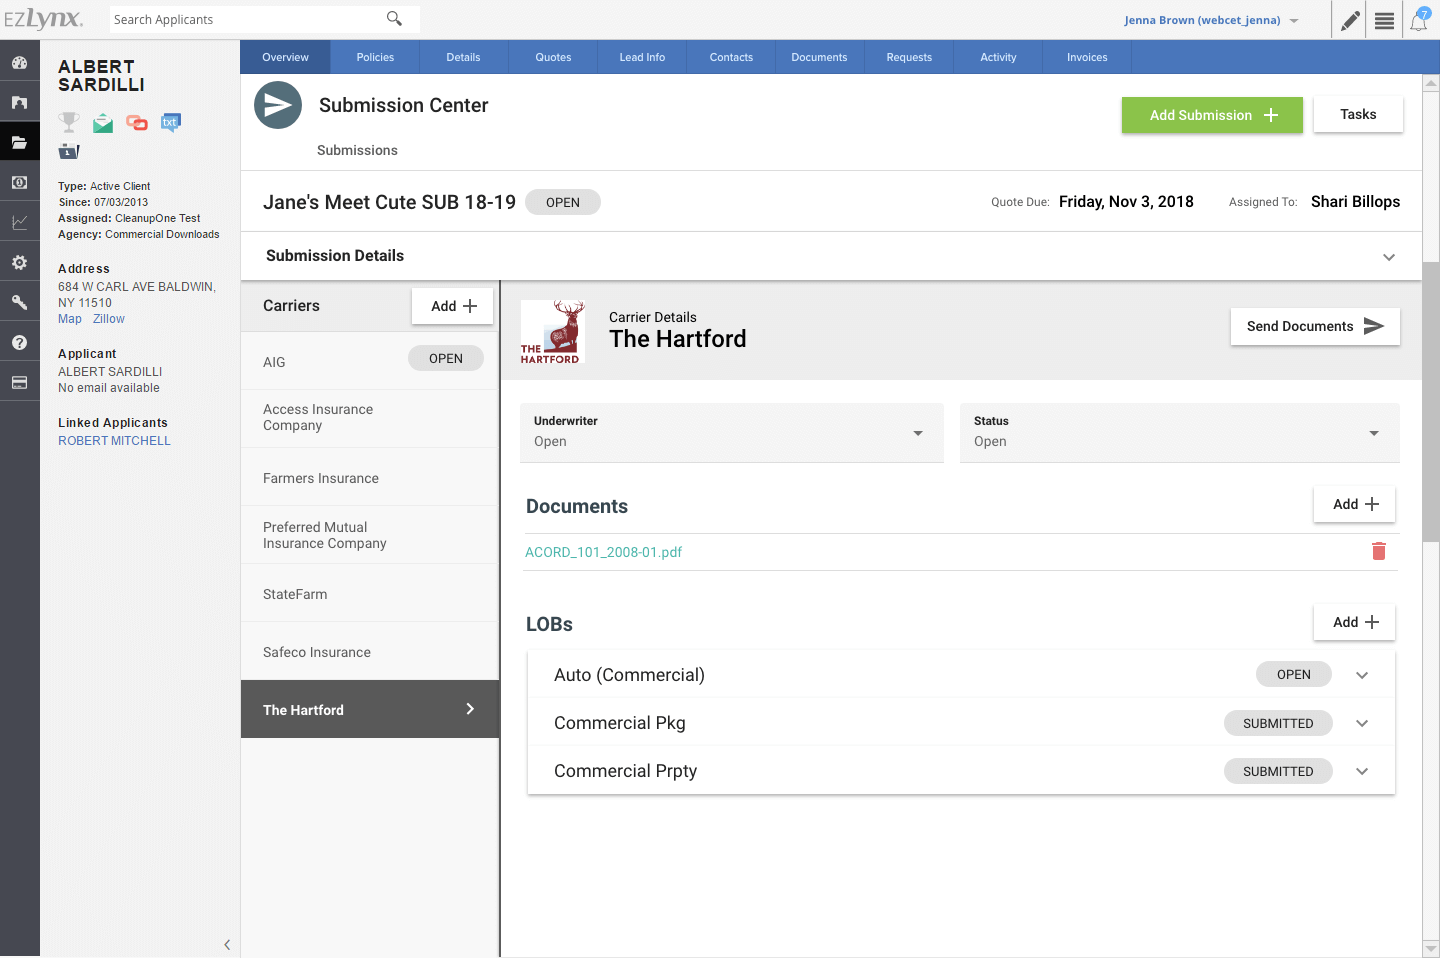 EZLynx.
Search Applicants
Jenna Brown (webcet_jenna)
7
ALBERT
SARDILLI
txt
1
Type: Active Client
Since: 07/03/2013
Assigned: CleanupOne Test
Agency: Commercial Downloads
Address
684 W CARL AVE BALDWIN,
NY 11510
Map Zillow
Applicant
ALBERT SARDILLI
No email available
Linked Applicants
ROBERT MITCHELL
Overview Policies Details Quotes Lead Info Contacts Documents Requests Activity Invoices
Submission Center
Add Submission
Tasks
Submissions
Jane's Meet Cute SUB 18-19 OPEN
Quote Due: Friday, Nov 3, 2018 Assigned To: Shari Billops
Submission Details
Carriers Add
AIG OPEN
Access Insurance
Company
Farmers Insurance
Preferred Mutual
Insurance Company
StateFarm
Safeco Insurance
The Hartford
THE
HARTFORD
Carrier Details
The Hartford
Send Documents
Underwriter
Open
Status
Open
Documents Add
ACORD_101_2008-01.pdf
LOBs Add
Auto (Commercial) OPEN
Commercial Pkg SUBMITTED
Commercial Prpty SUBMITTED